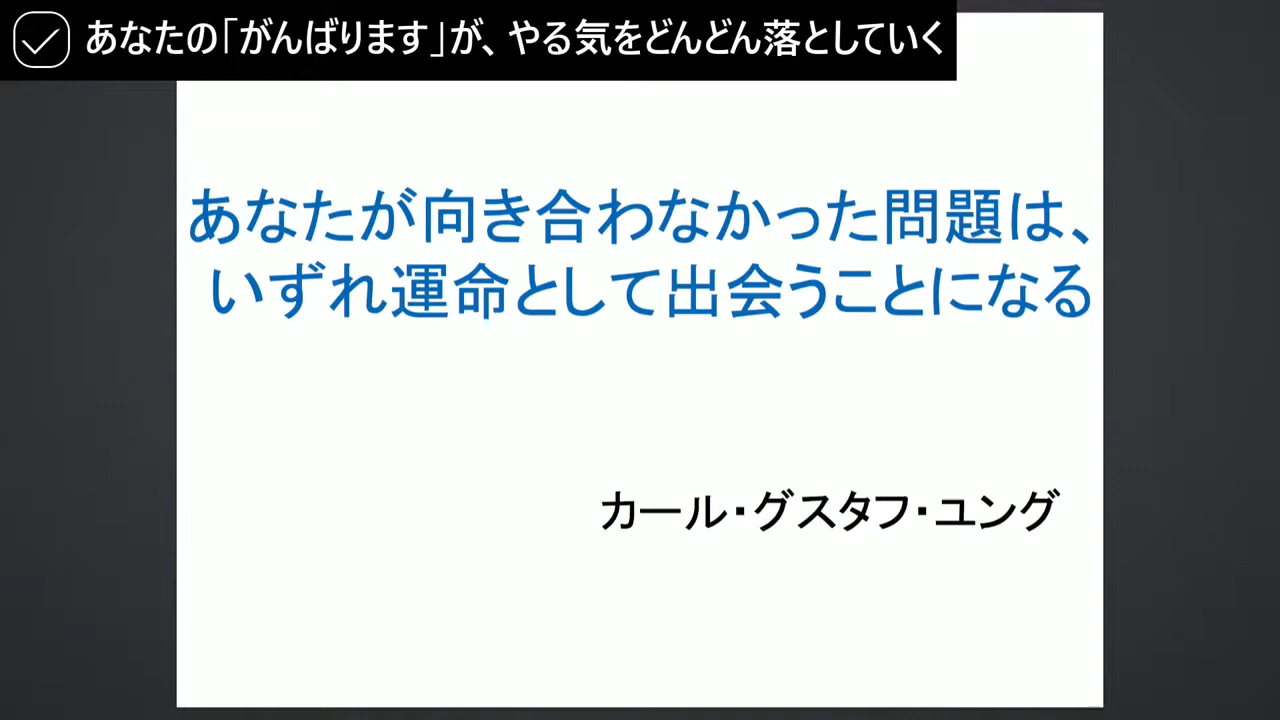 あなたの「がんばります」が、やる気をどんどん落としていく
あなたが向き合わなかった問題は、
いずれ運命として出会うことになる
カール・グスタフ・ユング